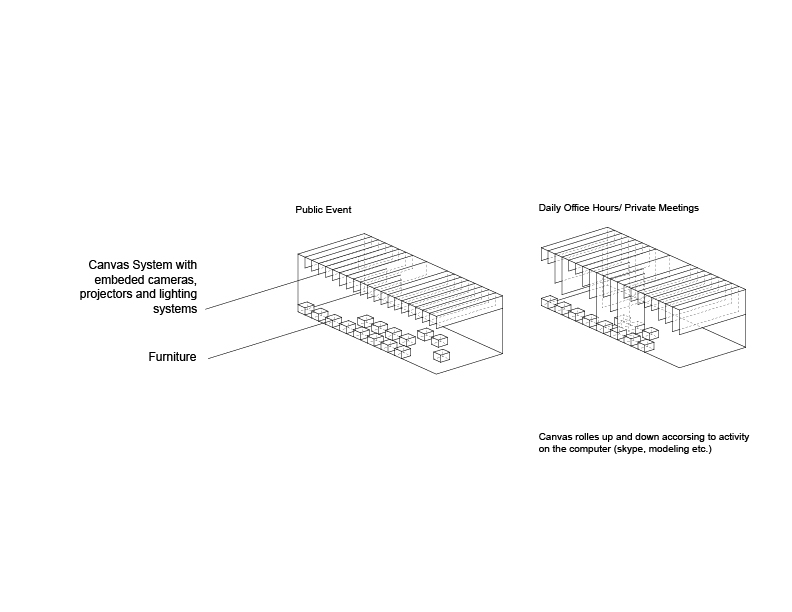 Public Event
Daily Office Hours/ Private Meetings
Canvas System with
embeded cameras,
projectors and lighting
systems
Furniture
Canvas rolles up and down accorsing to activity
on the computer (skype, modeling etc.)